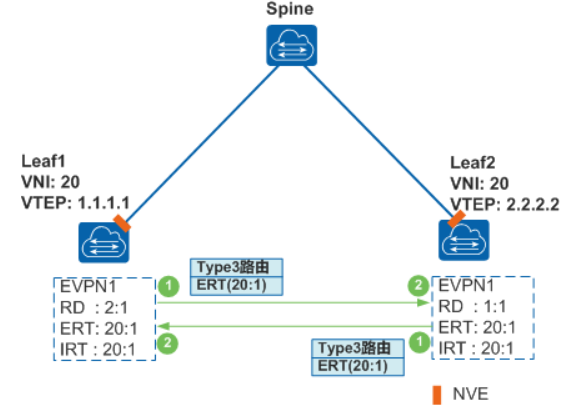 Spine
Leaf1
VNI: 20
VTEP: 1.1.1.1
Leaf2
VNI: 20
VTEP: 2.2.2.2
EVPN1
RD : 2:1
ERT: 20:1
IRT : 20:1
1
2
Type3路由
ERT(20:1)
2
1
EVPN1
RD : 1:1
ERT: 20:1
IRT : 20:1
Type3路由
ERT(20:1)
NVE